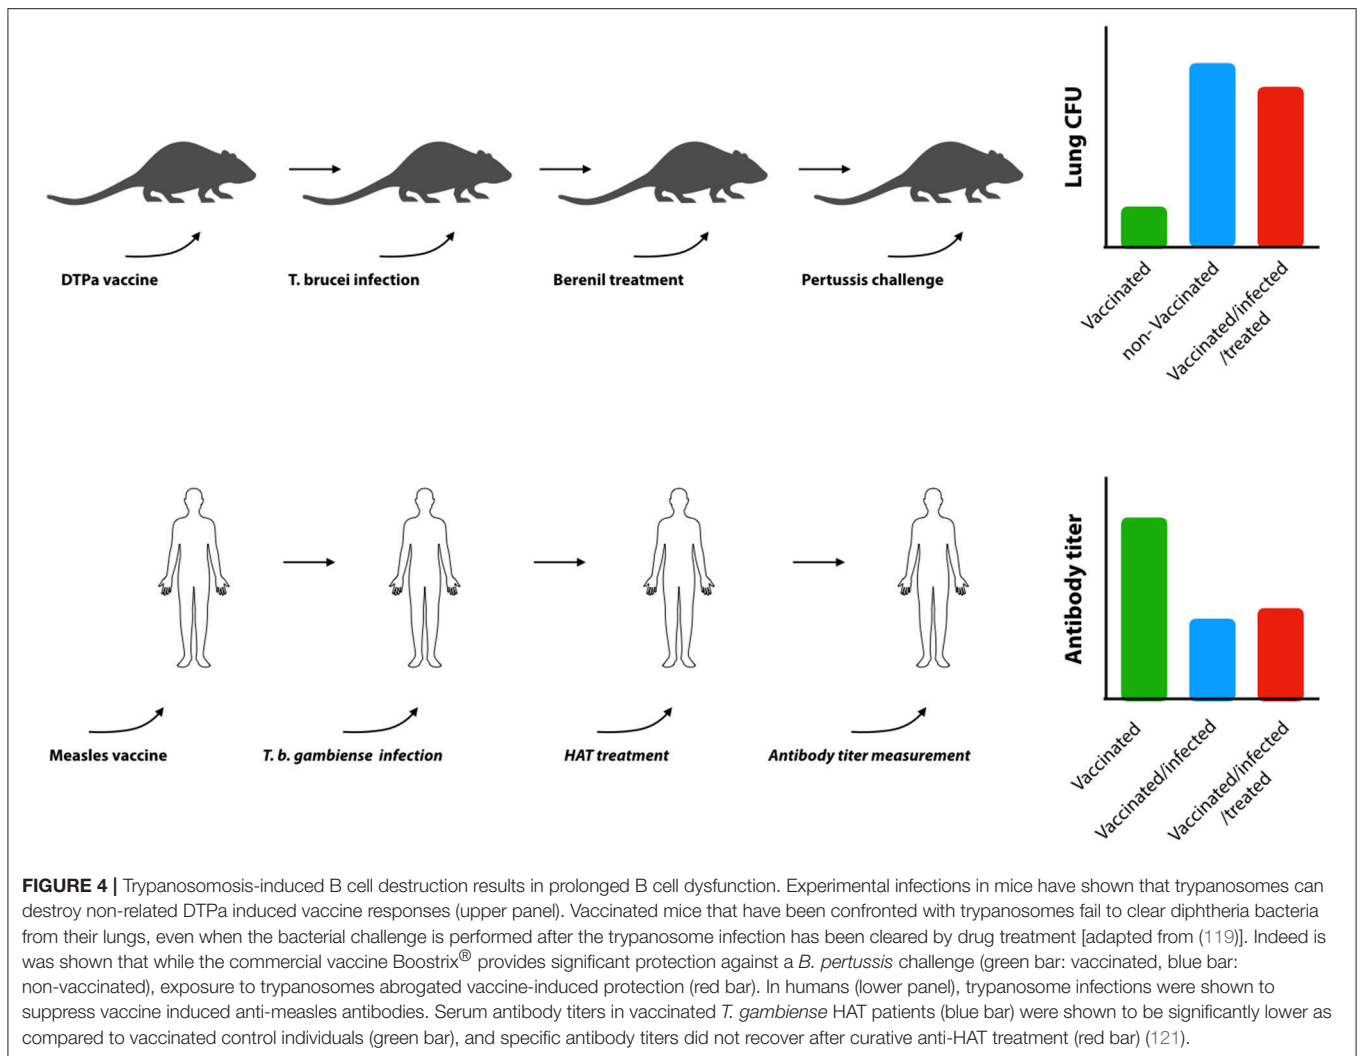 Lung CFU
DTPa vaccine
T. brucei infection
Berenil treatment
Pertussis challenge
Vaccinated
non- Vaccinated
Vaccinated/infected
/treated
Antibody titer
Measles vaccine
T. b. gambiense infection
HAT treatment
Antibody titer measurement
Vaccinated
Vaccinated/infected
Vaccinated/infected
/treated
FIGURE 4 | Trypanosomosis-induced B cell destruction results in prolonged B cell dysfunction. Experimental infections in mice have shown that trypanosomes can
destroy non-related DTPa induced vaccine responses (upper panel). Vaccinated mice that have been confronted with trypanosomes fail to clear diphtheria bacteria
from their lungs, even when the bacterial challenge is performed after the trypanosome infection has been cleared by drug treatment [adapted from (119)]. Indeed is
was shown that while the commercial vaccine Boostrix® provides significant protection against a B. pertussis challenge (green bar: vaccinated, blue bar:
non-vaccinated), exposure to trypanosomes abrogated vaccine-induced protection (red bar). In humans (lower panel), trypanosome infections were shown to
suppress vaccine induced anti-measles antibodies. Serum antibody titers in vaccinated T. gambiense HAT patients (blue bar) were shown to be significantly lower as
compared to vaccinated control individuals (green bar), and specific antibody titers did not recover after curative anti-HAT treatment (red bar) (121).